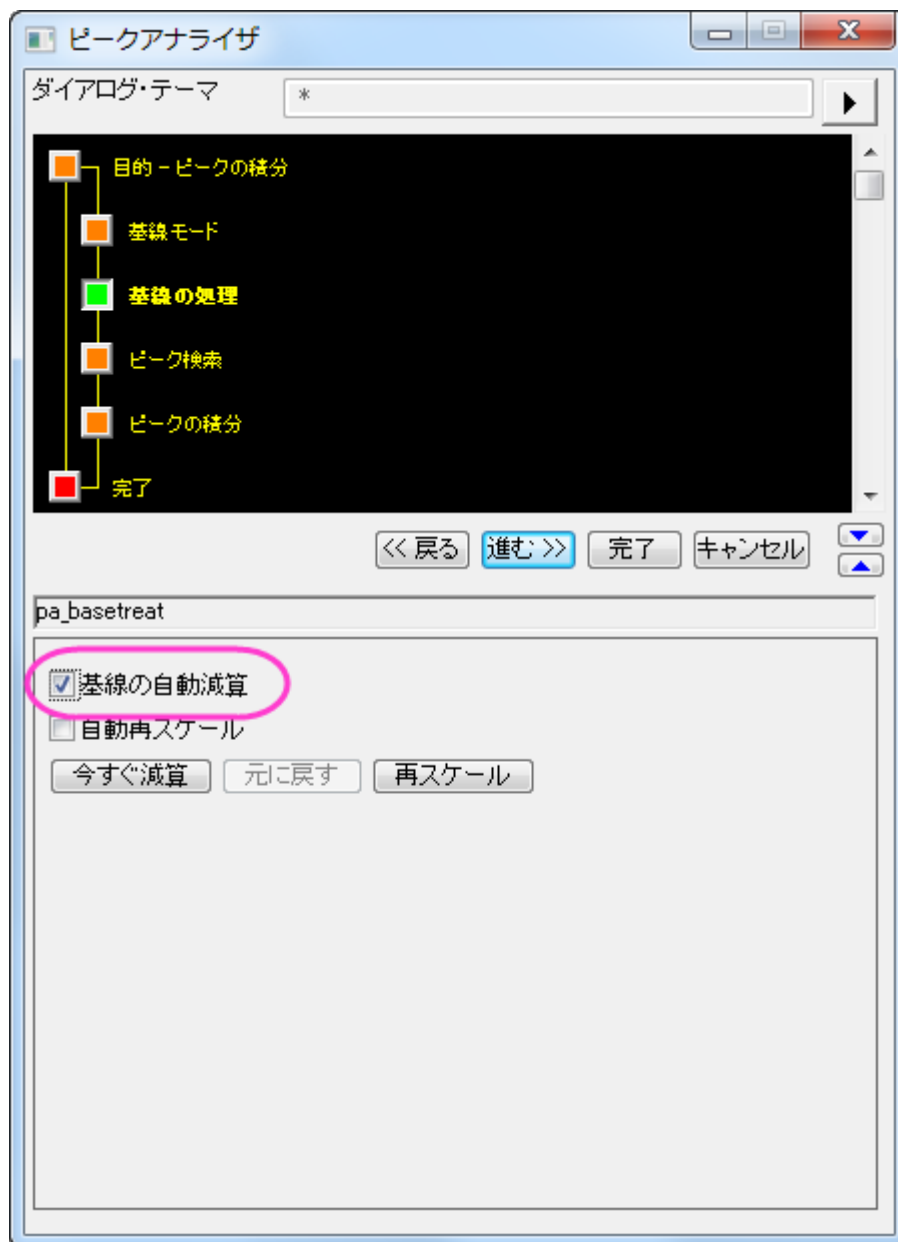 ピークアナライザ
ダイアログ・テーマ *
目的 - ピークの積分
基線モード
基線の処理
ピーク検索
ピークの積分
完了
<< 戻る 進む >> 完了 キャンセル
pa_basetreat
基線の自動減算
自動再スケール
今すぐ減算 元に戻す 再スケール